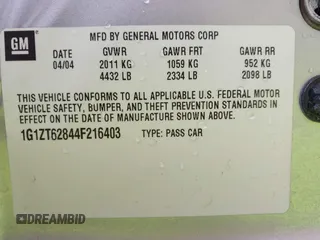 GM
MFD BY GENERAL MOTORS CORP
DATE GVWR GAWR FRT GAWR RR
04/04 2011 KG 1059 KG 952 KG
4432 LB 2334 LB 2098 LB
THIS VEHICLE CONFORMS TO ALL APPLICABLE U.S. FEDERAL MOTOR
VEHICLE SAFETY, BUMPER, AND THEFT PREVENTION STANDARDS
IN EFFECT ON THE DATE OF MANUFACTURE SHOWN ABOVE.
1G1ZT62844F216403 TYPE: PASS CAR
DREAMBID